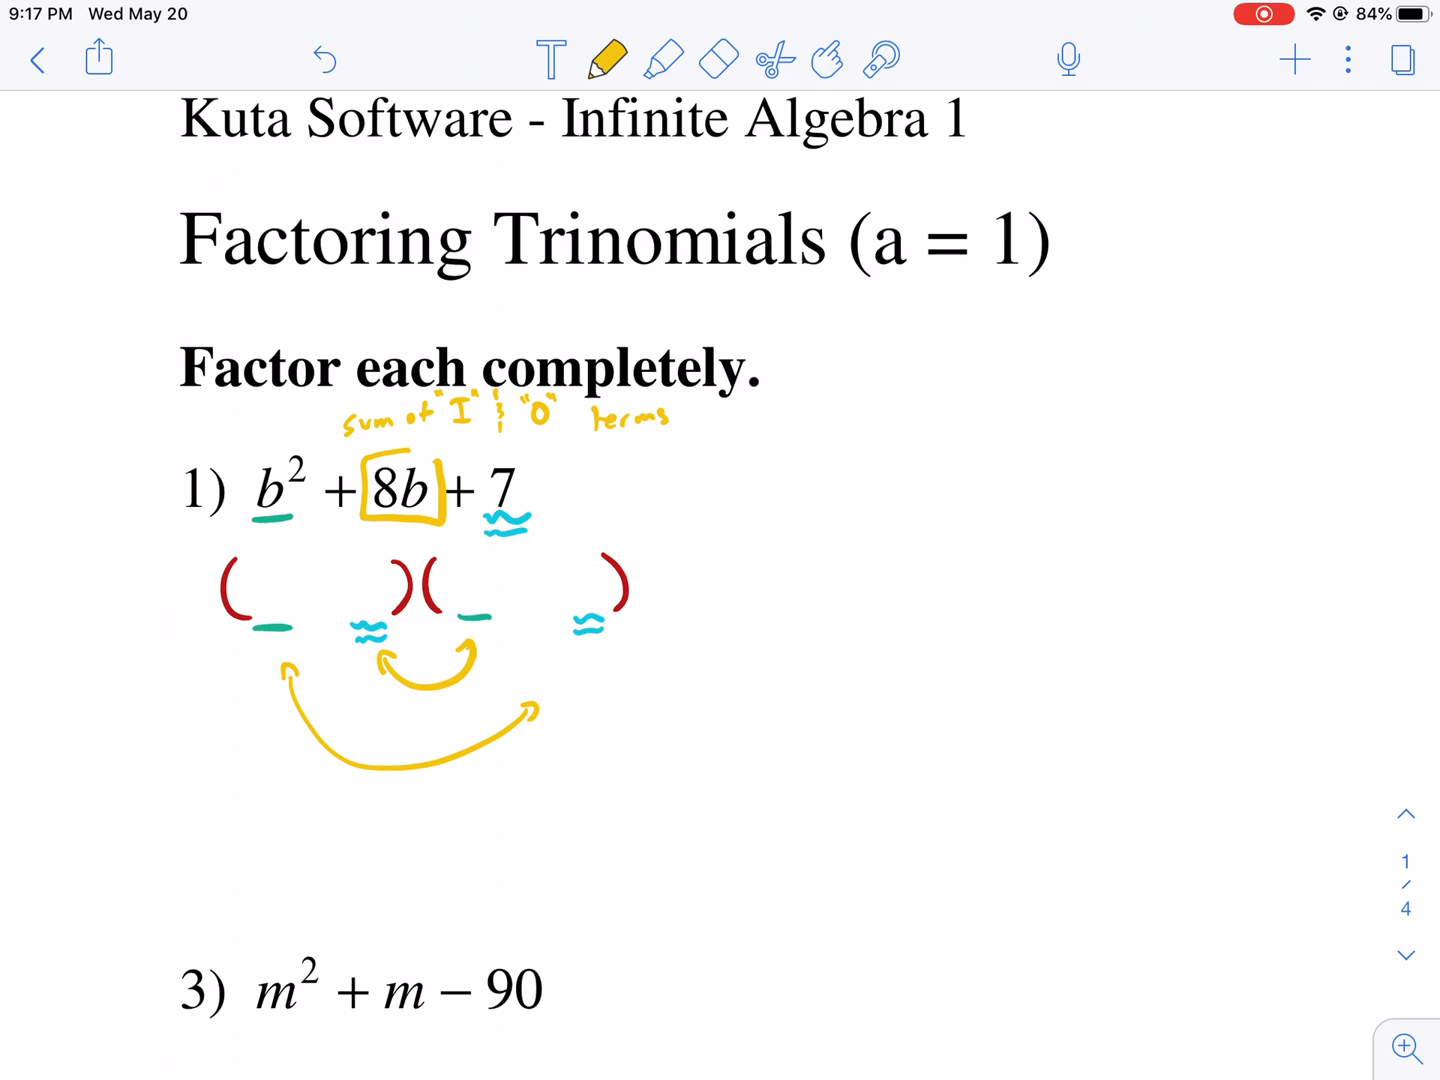 9:17 PM Wed May 20 84%
T
Kuta Software - Infinite Algebra 1
Factoring Trinomials (a = 1)
Factor each completely.
sum of "I" & "O" terms
1) b² + 8b + 7
( )( )
3) m² + m − 90
1
/
4